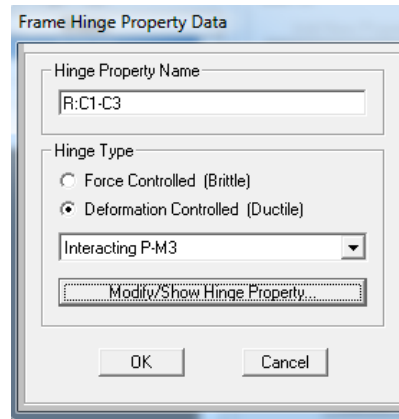 Frame Hinge Property Data
Hinge Property Name
R:C1-C3
Hinge Type
Force Controlled (Brittle)
Deformation Controlled (Ductile)
Interacting P-M3
Modify/Show Hinge Property...
OK Cancel